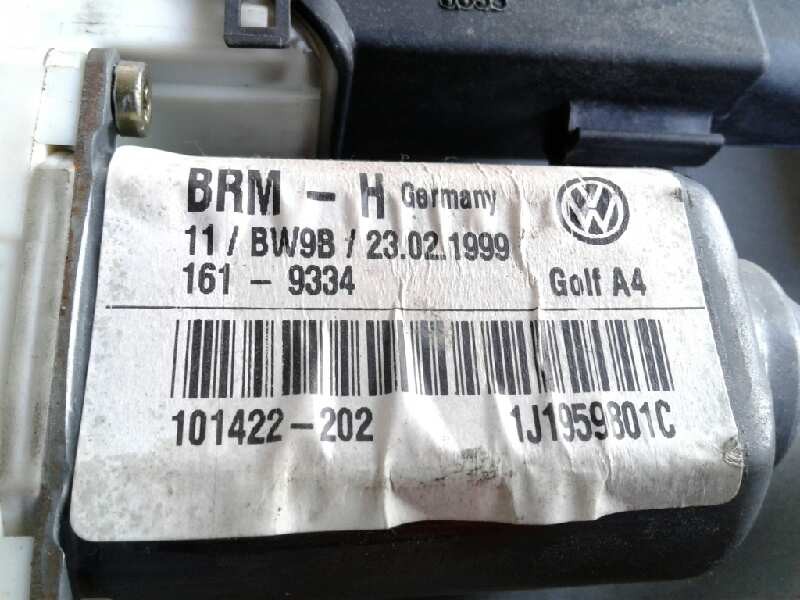 BRM - H Germany
11 / BW9B / 23.02.1999
161 - 9334 Golf A4
101422-202 1J1959801C